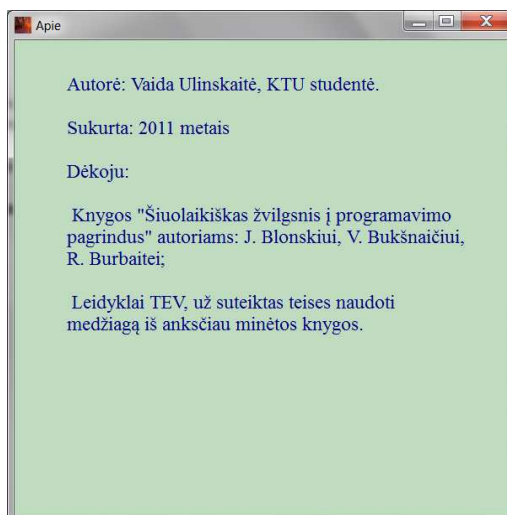 Apie
Autorė: Vaida Ulinskaitė, KTU studentė.
Sukurta: 2011 metais
Dėkoju:
Knygos "Šiuolaikiškas žvilgsnis į programavimo
pagrindus" autoriams: J. Blonskiui, V. Bukšnaičiui,
R. Burbaitei;
Leidyklai TEV, už suteiktas teises naudoti
medžiagą iš anksčiau minėtos knygos.